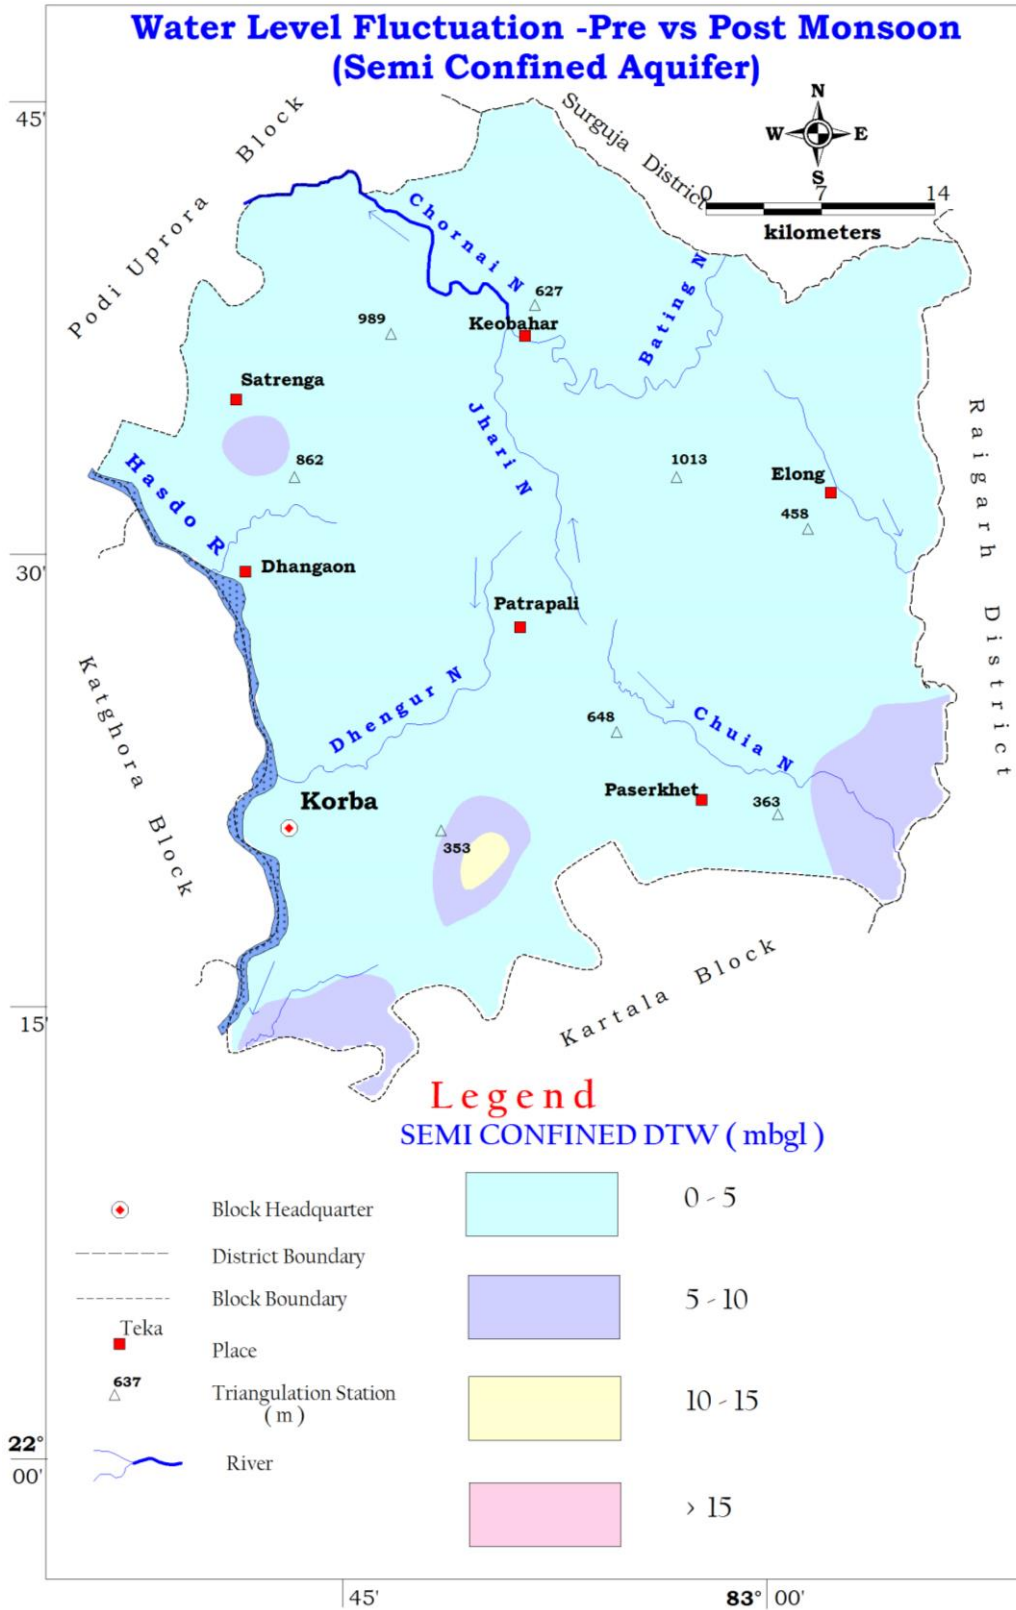 Water Level Fluctuation -Pre vs Post Monsoon
(Semi Confined Aquifer)
N
W E
S
0 7 14
kilometers
45'
Podi Uprora Block
Surguja District
Chornai N
Bating N
627
989
Keobahar
Satrenga
Jhari N
Raigarh District
862
1013
Hasdo R
Elong
458
30'
Dhangaon
Patrapali
Katghora Block
Dhengur N
648
Chuia N
Korba
Paserkhet
363
353
Kartala Block
15'
Legend
SEMI CONFINED DTW ( mbgl )
0 - 5
Block Headquarter
District Boundary
5 - 10
Block Boundary
Teka
Place
637
Triangulation Station
( m )
10 - 15
22°
00'
River
> 15
45'
83° 00'